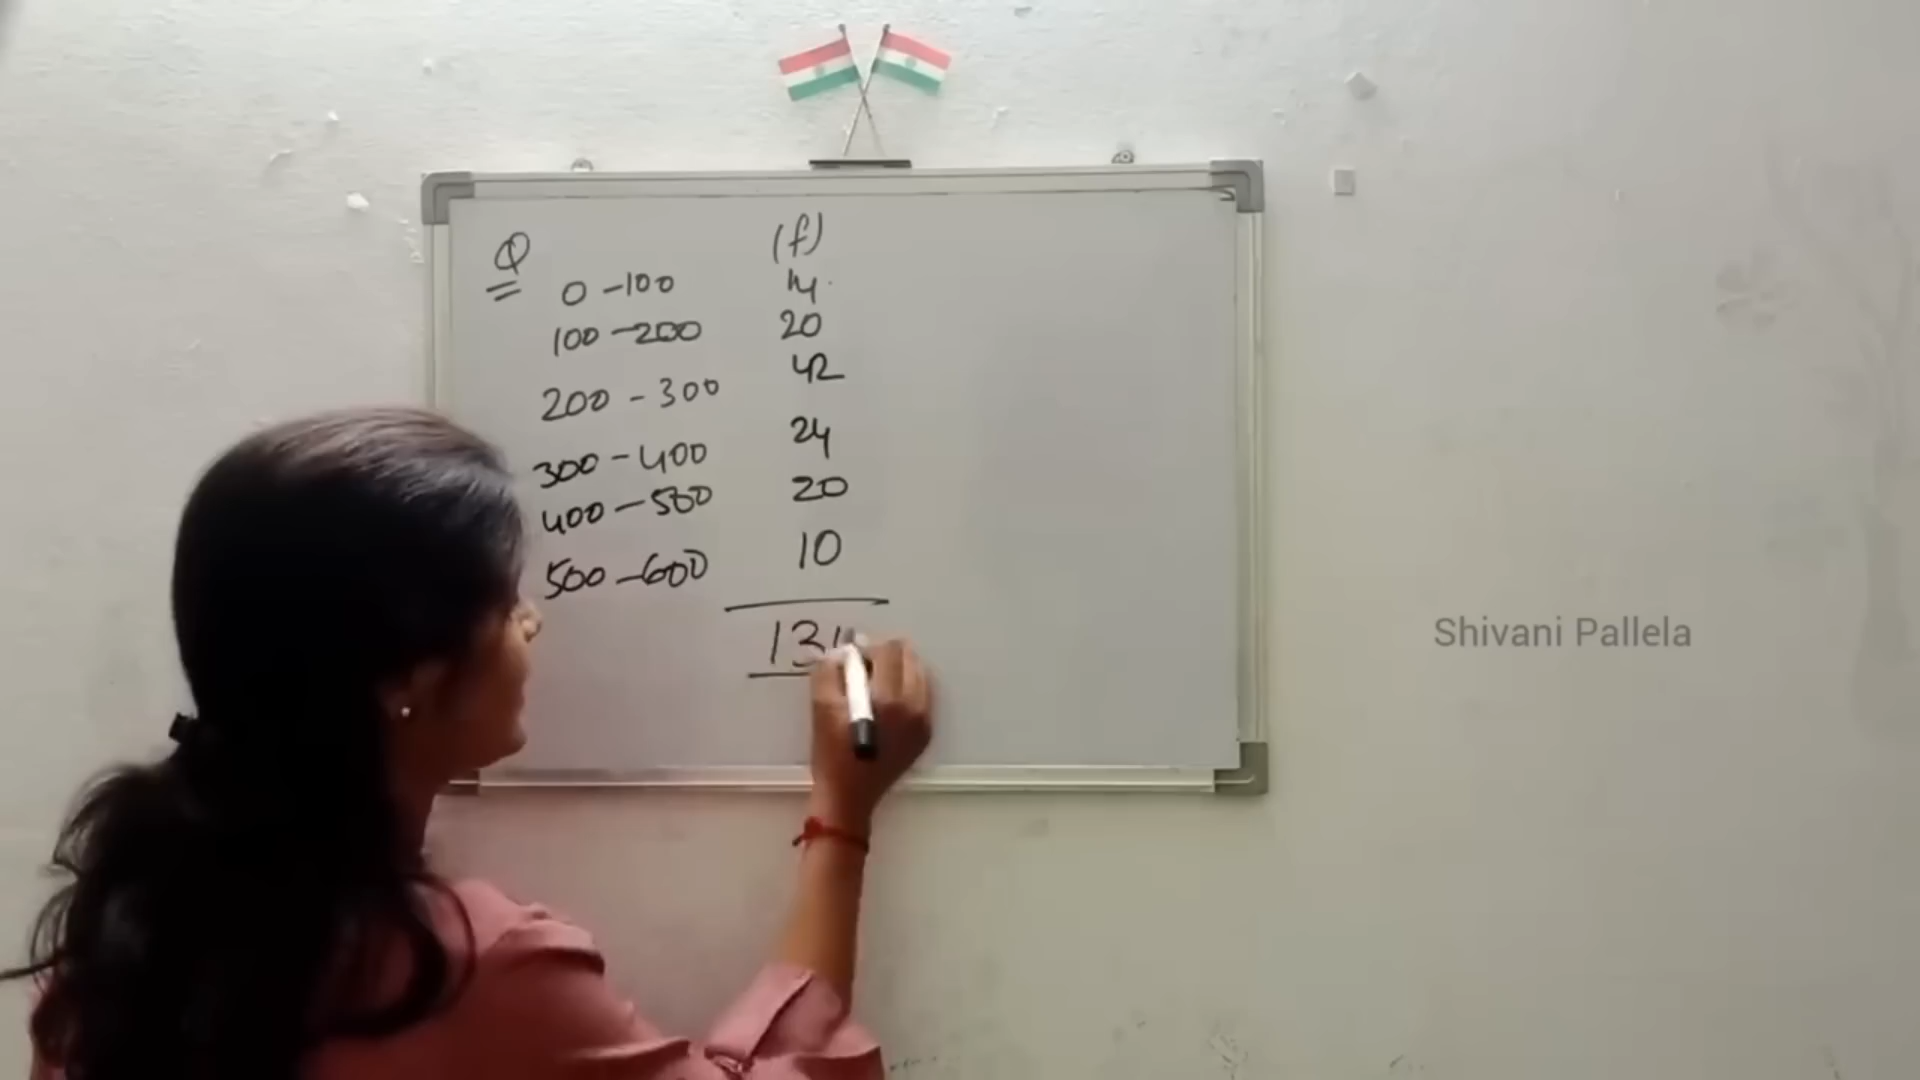 Q (f)
0 - 100 14
100 - 200 20
200 - 300 42
300 - 400 24
400 - 500 20
500 - 600 10
13
Shivani Pallela